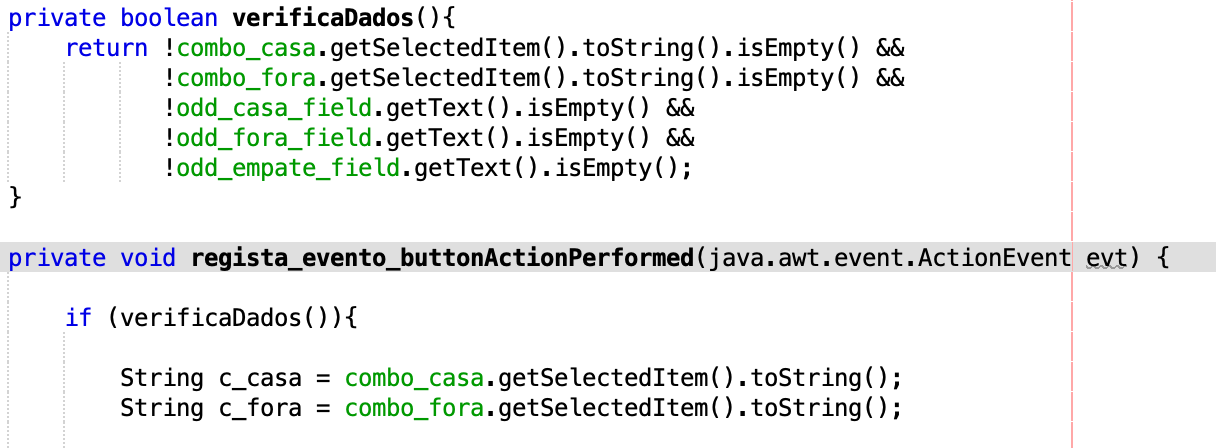 private boolean verificaDados(){
return !combo_casa.getSelectedItem().toString().isEmpty() &&
!combo_fora.getSelectedItem().toString().isEmpty() &&
!odd_casa_field.getText().isEmpty() &&
!odd_fora_field.getText().isEmpty() &&
!odd_empate_field.getText().isEmpty();
}
private void regista_evento_buttonActionPerformed(java.awt.event.ActionEvent evt) {
if (verificaDados()){
String c_casa = combo_casa.getSelectedItem().toString();
String c_fora = combo_fora.getSelectedItem().toString();